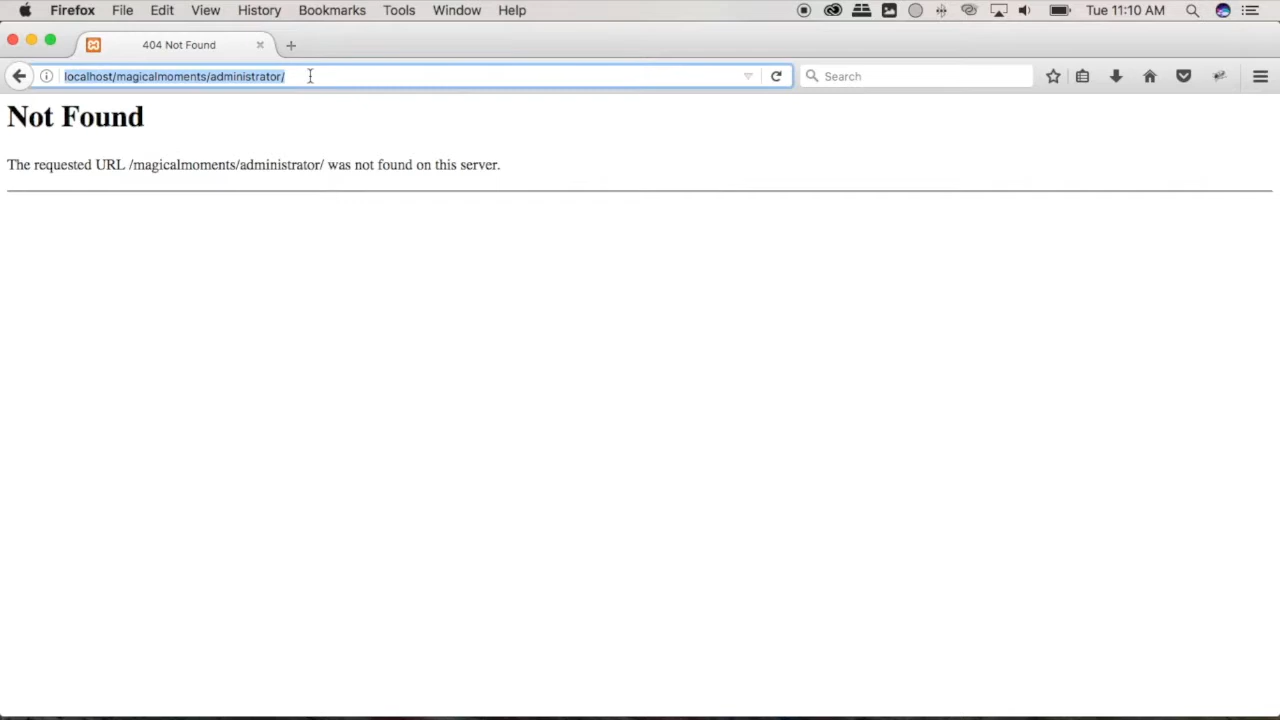 Firefox File Edit View History Bookmarks Tools Window Help Tue 11:10 AM
404 Not Found
localhost/magicalmoments/administrator/ Search
Not Found
The requested URL /magicalmoments/administrator/ was not found on this server.